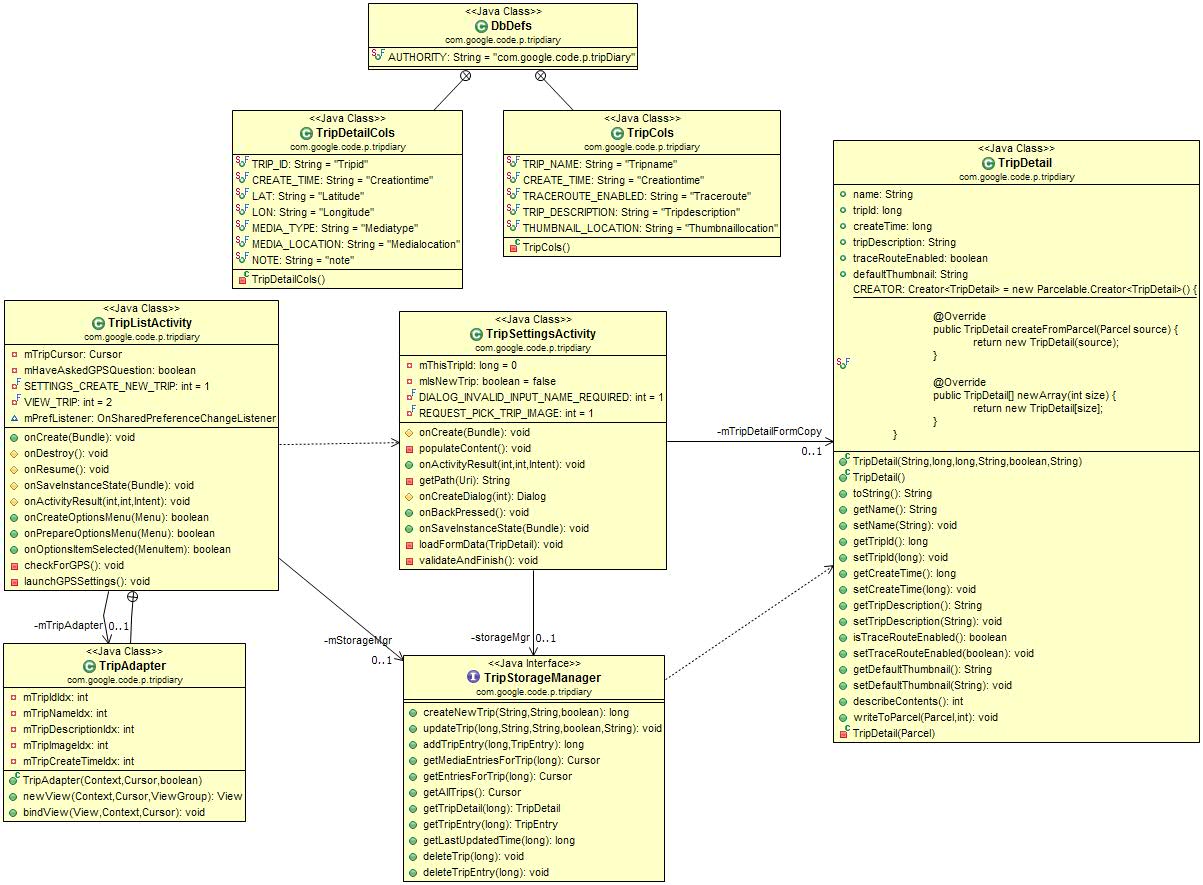 <<Java Class>>
DbDefs
com.google.code.p.tripdiary
AUTHORITY: String = "com.google.code.p.tripDiary"
<<Java Class>>
TripDetailCols
com.google.code.p.tripdiary
TRIP_ID: String = "Tripid"
CREATE_TIME: String = "Creationtime"
LAT: String = "Latitude"
LON: String = "Longitude"
MEDIA_TYPE: String = "Mediatype"
MEDIA_LOCATION: String = "Medialocation"
NOTE: String = "note"
TripDetailCols()
<<Java Class>>
TripCols
com.google.code.p.tripdiary
TRIP_NAME: String = "Tripname"
CREATE_TIME: String = "Creationtime"
TRACEROUTE_ENABLED: String = "Traceroute"
TRIP_DESCRIPTION: String = "Tripdescription"
THUMBNAIL_LOCATION: String = "Thumbnaillocation"
TripCols()
<<Java Class>>
TripDetail
com.google.code.p.tripdiary
name: String
tripId: long
createTime: long
tripDescription: String
traceRouteEnabled: boolean
defaultThumbnail: String
CREATOR: Creator<TripDetail> = new Parcelable.Creator<TripDetail>() {
@Override
public TripDetail createFromParcel(Parcel source) {
return new TripDetail(source);
}
@Override
public TripDetail[] newArray(int size) {
return new TripDetail[size];
}
}
TripDetail(String,long,long,String,boolean,String)
TripDetail()
toString(): String
getName(): String
setName(String): void
getTripId(): long
setTripId(long): void
getCreateTime(): long
setCreateTime(long): void
getTripDescription(): String
setTripDescription(String): void
isTraceRouteEnabled(): boolean
setTraceRouteEnabled(boolean): void
getDefaultThumbnail(): String
setDefaultThumbnail(String): void
describeContents(): int
writeToParcel(Parcel,int): void
TripDetail(Parcel)
<<Java Class>>
TripListActivity
com.google.code.p.tripdiary
mTripCursor: Cursor
mHaveAskedGPSQuestion: boolean
SETTINGS_CREATE_NEW_TRIP: int = 1
VIEW_TRIP: int = 2
mPrefListener: OnSharedPreferenceChangeListener
onCreate(Bundle): void
onDestroy(): void
onResume(): void
onSaveInstanceState(Bundle): void
onActivityResult(int,int,Intent): void
onCreateOptionsMenu(Menu): boolean
onPrepareOptionsMenu(Menu): boolean
onOptionsItemSelected(MenuItem): boolean
checkForGPS(): void
launchGPSSettings(): void
<<Java Class>>
TripSettingsActivity
com.google.code.p.tripdiary
mThisTripId: long = 0
mIsNewTrip: boolean = false
DIALOG_INVALID_INPUT_NAME_REQUIRED: int = 1
REQUEST_PICK_TRIP_IMAGE: int = 1
onCreate(Bundle): void
populateContent(): void
onActivityResult(int,int,Intent): void
getPath(Uri): String
onCreateDialog(int): Dialog
onBackPressed(): void
onSaveInstanceState(Bundle): void
loadFormData(TripDetail): void
validateAndFinish(): void
-mTripDetailFormCopy
0..1
-mTripAdapter 0..1
-mStorageMgr
0..1
-storageMgr 0..1
<<Java Class>>
TripAdapter
com.google.code.p.tripdiary
mTripIdIdx: int
mTripNameIdx: int
mTripDescriptionIdx: int
mTripImageIdx: int
mTripCreateTimeIdx: int
TripAdapter(Context,Cursor,boolean)
newView(Context,Cursor,ViewGroup): View
bindView(View,Context,Cursor): void
<<Java Interface>>
TripStorageManager
com.google.code.p.tripdiary
createNewTrip(String,String,boolean): long
updateTrip(long,String,String,boolean,String): void
addTripEntry(long,TripEntry): long
getMediaEntriesForTrip(long): Cursor
getEntriesForTrip(long): Cursor
getAllTrips(): Cursor
getTripDetail(long): TripDetail
getTripEntry(long): TripEntry
getLastUpdatedTime(long): long
deleteTrip(long): void
deleteTripEntry(long): void